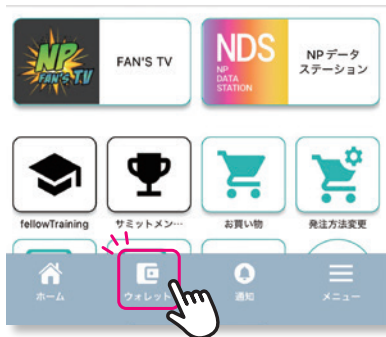 NP
FAN'S TV
FAN'S TV
NDS
NP
DATA
STATION
NPデータ
ステーション
fellowTraining
サミットメン…
お買い物
発注方法変更
ホーム
ウォレット
通知
メニュー